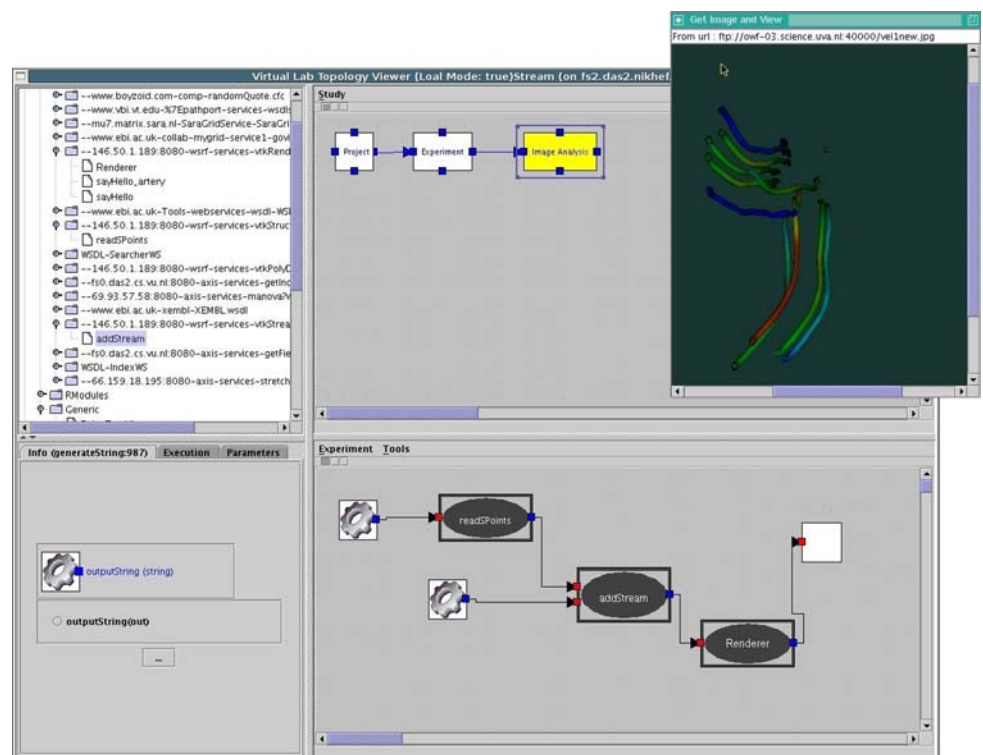 Get Image and View
From url : ftp://owf-03.science.uva.nl:40000/vel1new.jpg
Virtual Lab Topology Viewer (Loal Mode: true)Stream (on fs2.das2.nikhef.
--www.boyzoid.com-comp-randomQuote.cfc
--www.vbi.vt.edu-%7Epathport-services-wsdls
--mu7.matrix.sara.nl-SaraGridService-SaraGri
--www.ebi.ac.uk-collab-mygrid-service1-govi
--146.50.1.189:8080-wsrf-services-vtkRend
Renderer
sayHello_artery
sayHello
--www.ebi.ac.uk-Tools-webservices-wsdl-WSI
--146.50.1.189:8080-wsrf-services-vtkStruc
readSPoints
WSDL-SearcherWS
--146.50.1.189:8080-wsrf-services-vtkPolyD
--fs0.das2.cs.vu.nl:8080-axis-services-getInd
--69.93.57.58:8080-axis-services-manova?w
--www.ebi.ac.uk-xembl-XEMBL.wsdl
--146.50.1.189:8080-wsrf-services-vtkStrea
addStream
--fs0.das2.cs.vu.nl:8080-axis-services-getFie
WSDL-IndexWS
--66.159.18.195:8080-axis-services-stretch
RModules
Generic
Study
Project
Experiment
Image Analysis
Info (generateString:987) Execution Parameters
outputString (string)
outputString(out)
...
Experiment Tools
readSPoints
addStream
Renderer